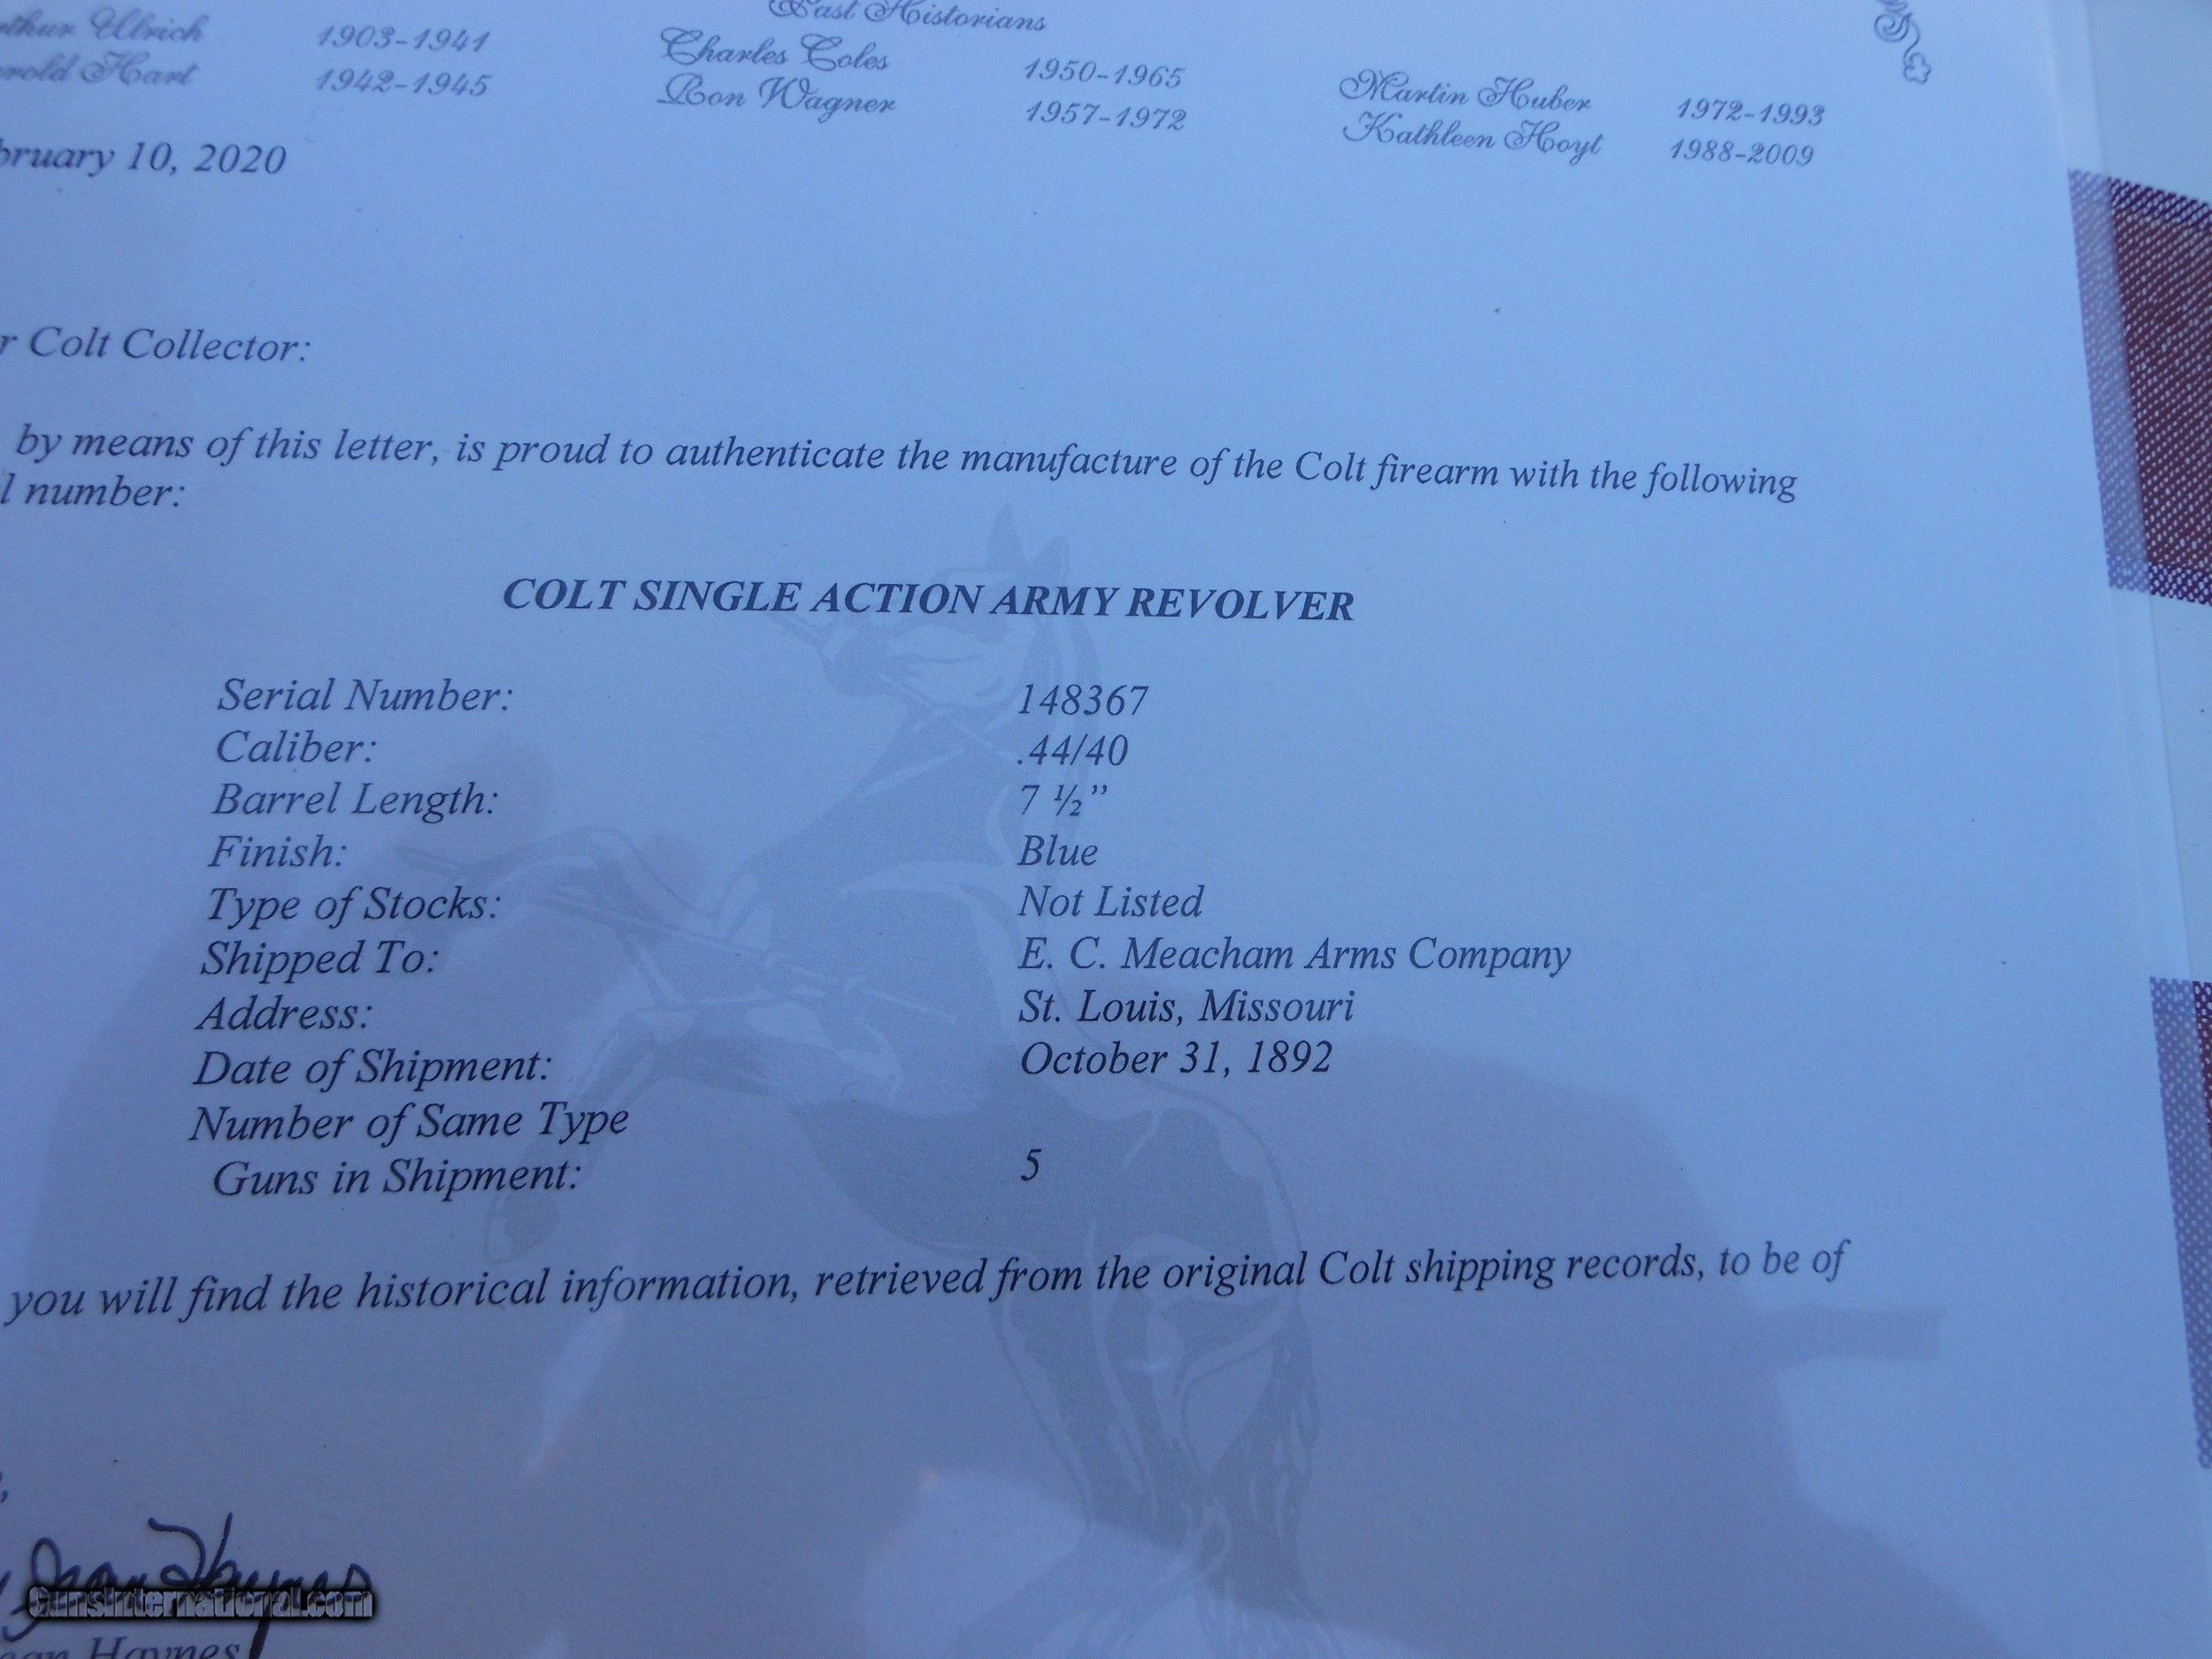 Past Historians
thur Ulrich 1903-1941 Charles Coles 1950-1965 Martin Huber 1972-1993
rold Hart 1942-1945 Ron Wagner 1957-1972 Kathleen Hoyt 1988-2009
bruary 10, 2020
r Colt Collector:
by means of this letter, is proud to authenticate the manufacture of the Colt firearm with the following
l number:
COLT SINGLE ACTION ARMY REVOLVER
Serial Number: 148367
Caliber: .44/40
Barrel Length: 7 ½”
Finish: Blue
Type of Stocks: Not Listed
Shipped To: E. C. Meacham Arms Company
Address: St. Louis, Missouri
Date of Shipment: October 31, 1892
Number of Same Type
Guns in Shipment: 5
you will find the historical information, retrieved from the original Colt shipping records, to be of
,
Jean Haynes
GunsInternational.com
ean Haynes